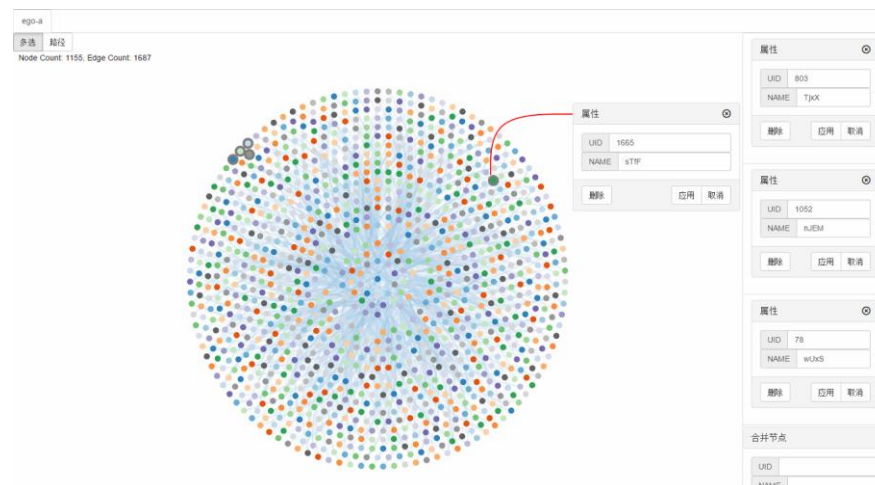 ego-a
多选 路径
Node Count: 1155, Edge Count: 1687
属性
UID 1665
NAME sTfF
删除 应用 取消
属性
UID 803
NAME TjxX
删除 应用 取消
属性
UID 1052
NAME nJEM
删除 应用 取消
属性
UID 78
NAME wUxS
删除 应用 取消
合并节点
UID
NAME